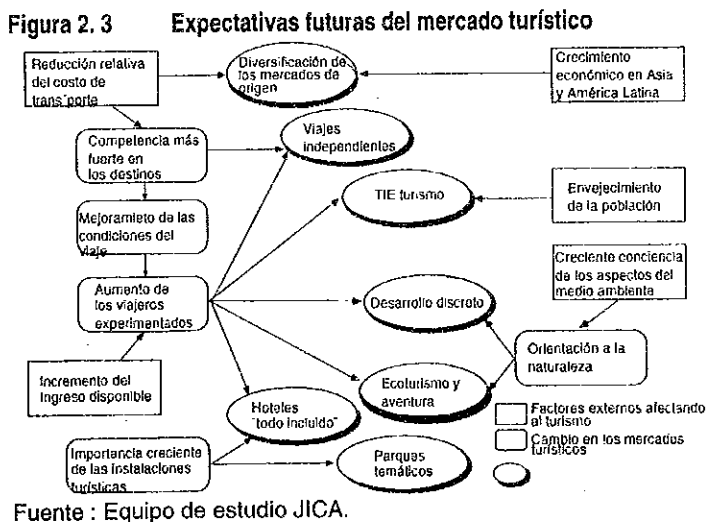 Figura 2. 3 Expectativas futuras del mercado turístico
Reducción relativa
del costo de
transporte
Diversificación de
los mercados de
origen
Crecimiento
económico en Asia
y América Latina
Competencia más
fuerte en
los destinos
Viajes
independientes
TIE turismo
Envejecimiento
de la población
Mejoramieto de las
condiciones del
viaje
Creciente conciencia
de los aspectos del
medio ambiente
Aumento de
los viajeros
experimentados
Desarrollo discreto
Orientación a la
naturaleza
Incremento del
ingreso disponible
Ecoturismo y
aventura
Hoteles
"todo incluido"
Factores externos afectando
al turismo
Cambio en los mercados
turísticos
Importancia creciente
de las instalaciones
turísticas
Parques
temáticos
Fuente : Equipo de estudio JICA.